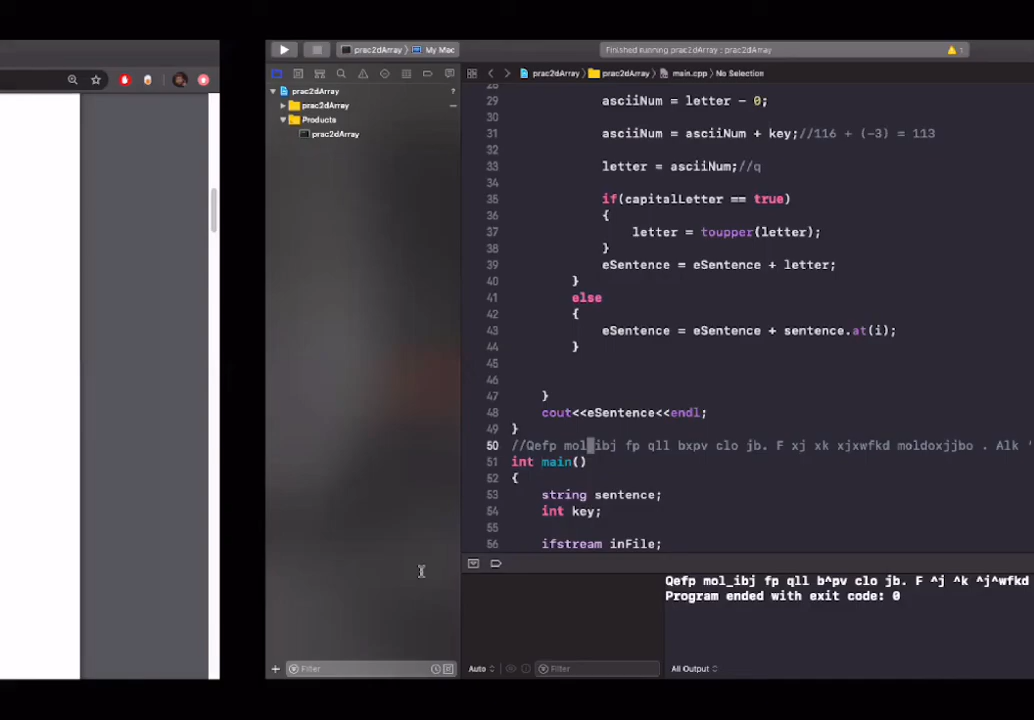 prac2dArray
My Mac
Finished running prac2dArray : prac2dArray
1
prac2dArray
prac2dArray
main.cpp
No Selection
prac2dArray
?
prac2dArray
Products
prac2dArray
29 asciiNum = letter - 0;
30
31 asciiNum = asciiNum + key;//116 + (-3) = 113
32
33 letter = asciiNum;//q
34
35 if(capitalLetter == true)
36 {
37 letter = toupper(letter);
38 }
39 eSentence = eSentence + letter;
40 }
41 else
42 {
43 eSentence = eSentence + sentence.at(i);
44 }
45
46
47 }
48 cout<<eSentence<<endl;
49 }
50 //Qefp mol ibj fp qll bxpv clo jb. F xj xk xjxwfkd moldoxjjbo . Alk '
51 int main()
52 {
53 string sentence;
54 int key;
55
56 ifstream inFile;
Qefp mol_ibj fp qll b^pv clo jb. F ^j ^k ^j^wfkd
Program ended with exit code: 0
Filter
Auto
Filter
All Output